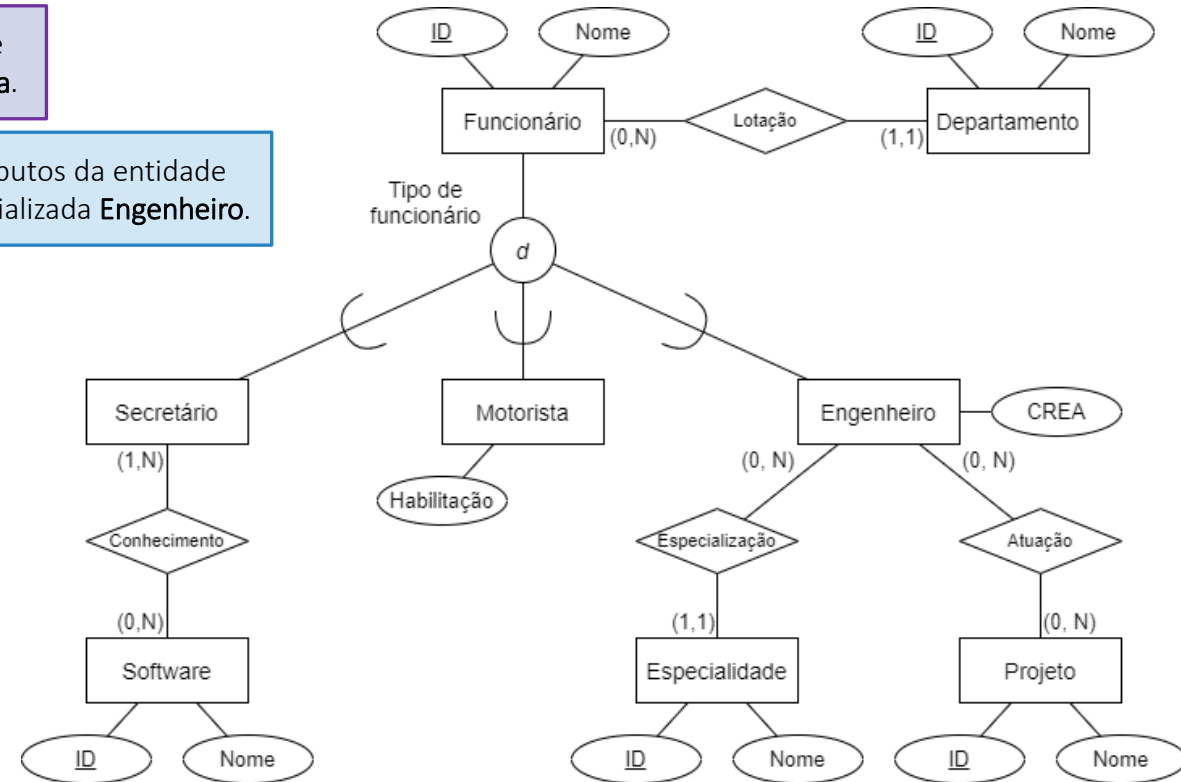 ID
Nome
ID
Nome
e
a.
Funcionário
(0,N)
Lotação
(1,1)
Departamento
butos da entidade
ializada Engenheiro.
Tipo de
funcionário
d
Secretário
Motorista
Engenheiro
CREA
(1,N)
(0, N)
(0, N)
Habilitação
Conhecimento
Especialização
Atuação
(0,N)
(1,1)
(0, N)
Software
Especialidade
Projeto
ID
Nome
ID
Nome
ID
Nome